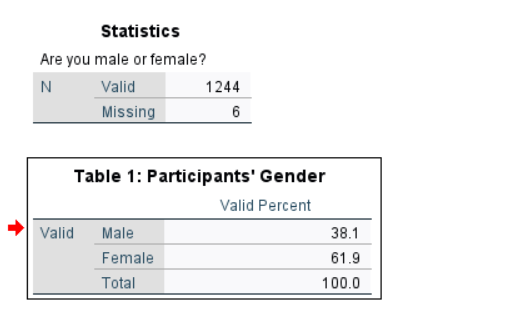 Statistics
Are you male or female?
N Valid 1244
Missing 6
Table 1: Participants' Gender
Valid Percent
Valid Male 38.1
Female 61.9
Total 100.0